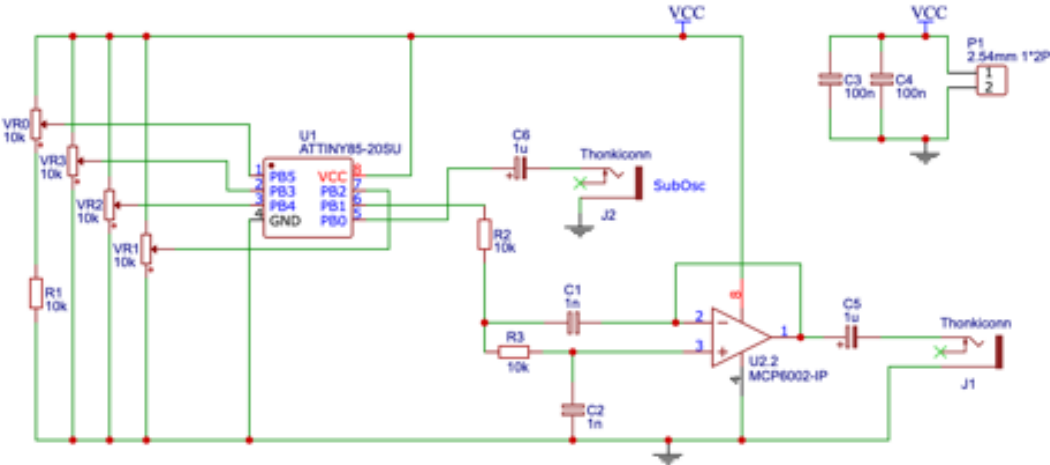 VCC
VCC
P1
2.54mm 1*2P
1
2
C3
100n
C4
100n
VR0
10k
VR3
10k
VR2
10k
VR1
10k
R1
10k
U1
ATTINY85-20SU
1 PB5 VCC 8
2 PB3 PB2 7
3 PB4 PB1 6
4 GND PB0 5
C6
1u
Thonkiconn
SubOsc
J2
R2
10k
C1
1n
R3
10k
C2
1n
8
2
3
1
4
U2.2
MCP6002-IP
C5
1u
Thonkiconn
J1